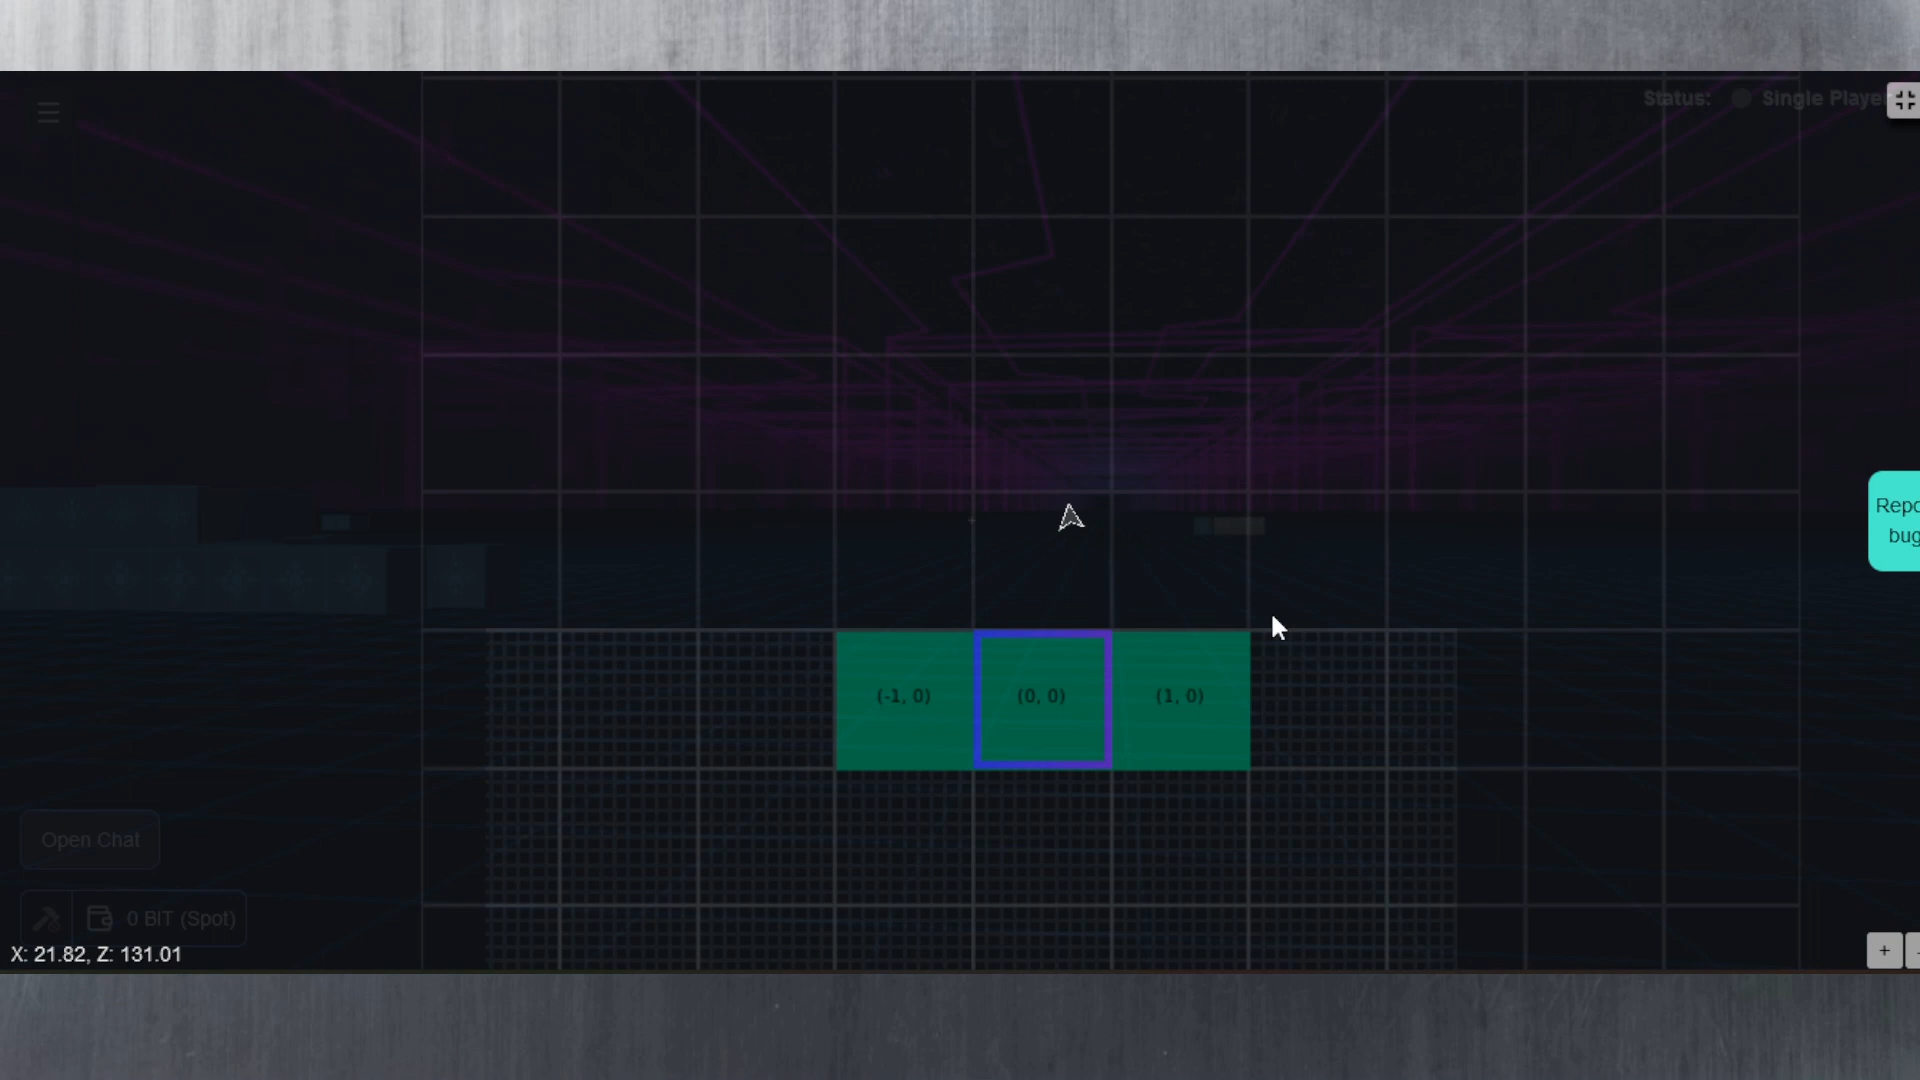 Status: Single Player
Repo
bug
(-1, 0) (0, 0) (1, 0)
Open Chat
0 BIT (Spot)
X: 21.82, Z: 131.01
+